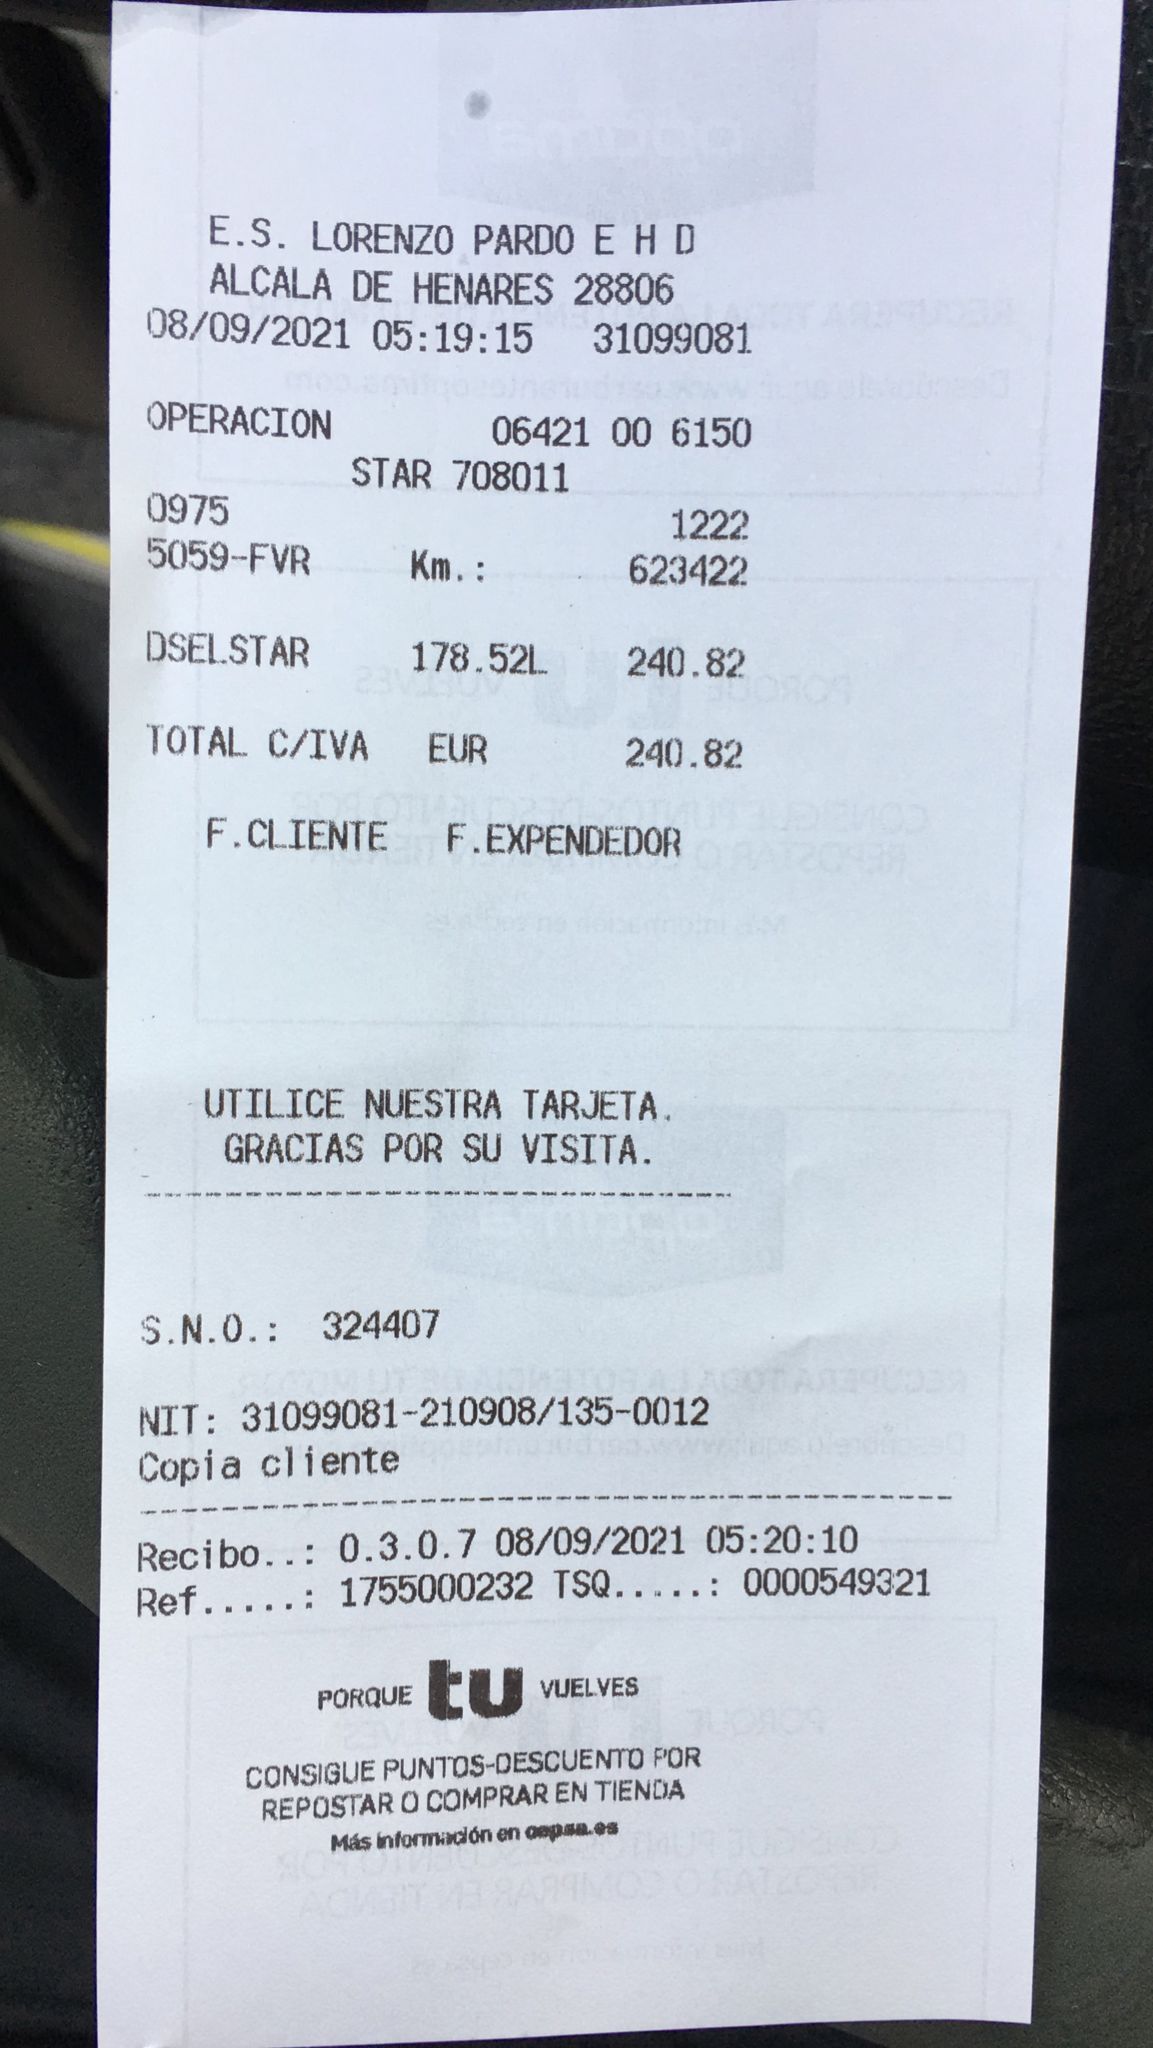 E.S. LORENZO PARDO E H D
ALCALA DE HENARES 28806
08/09/2021 05:19:15 31099081
OPERACION 06421 00 6150
STAR 708011
0975 1222
5059-FVR Km.: 623422
DSELSTAR 178.52L 240.82
TOTAL C/IVA EUR 240.82
F.CLIENTE F.EXPENDEDOR
UTILICE NUESTRA TARJETA.
GRACIAS POR SU VISITA.
S.N.O.: 324407
NIT: 31099081-210908/135-0012
Copia cliente
Recibo..: 0.3.0.7 08/09/2021 05:20:10
Ref.....: 1755000232 TSQ.....: 0000549321
PORQUE tu VUELVES
CONSIGUE PUNTOS-DESCUENTO POR
REPOSTAR O COMPRAR EN TIENDA
Más información en cepsa.es